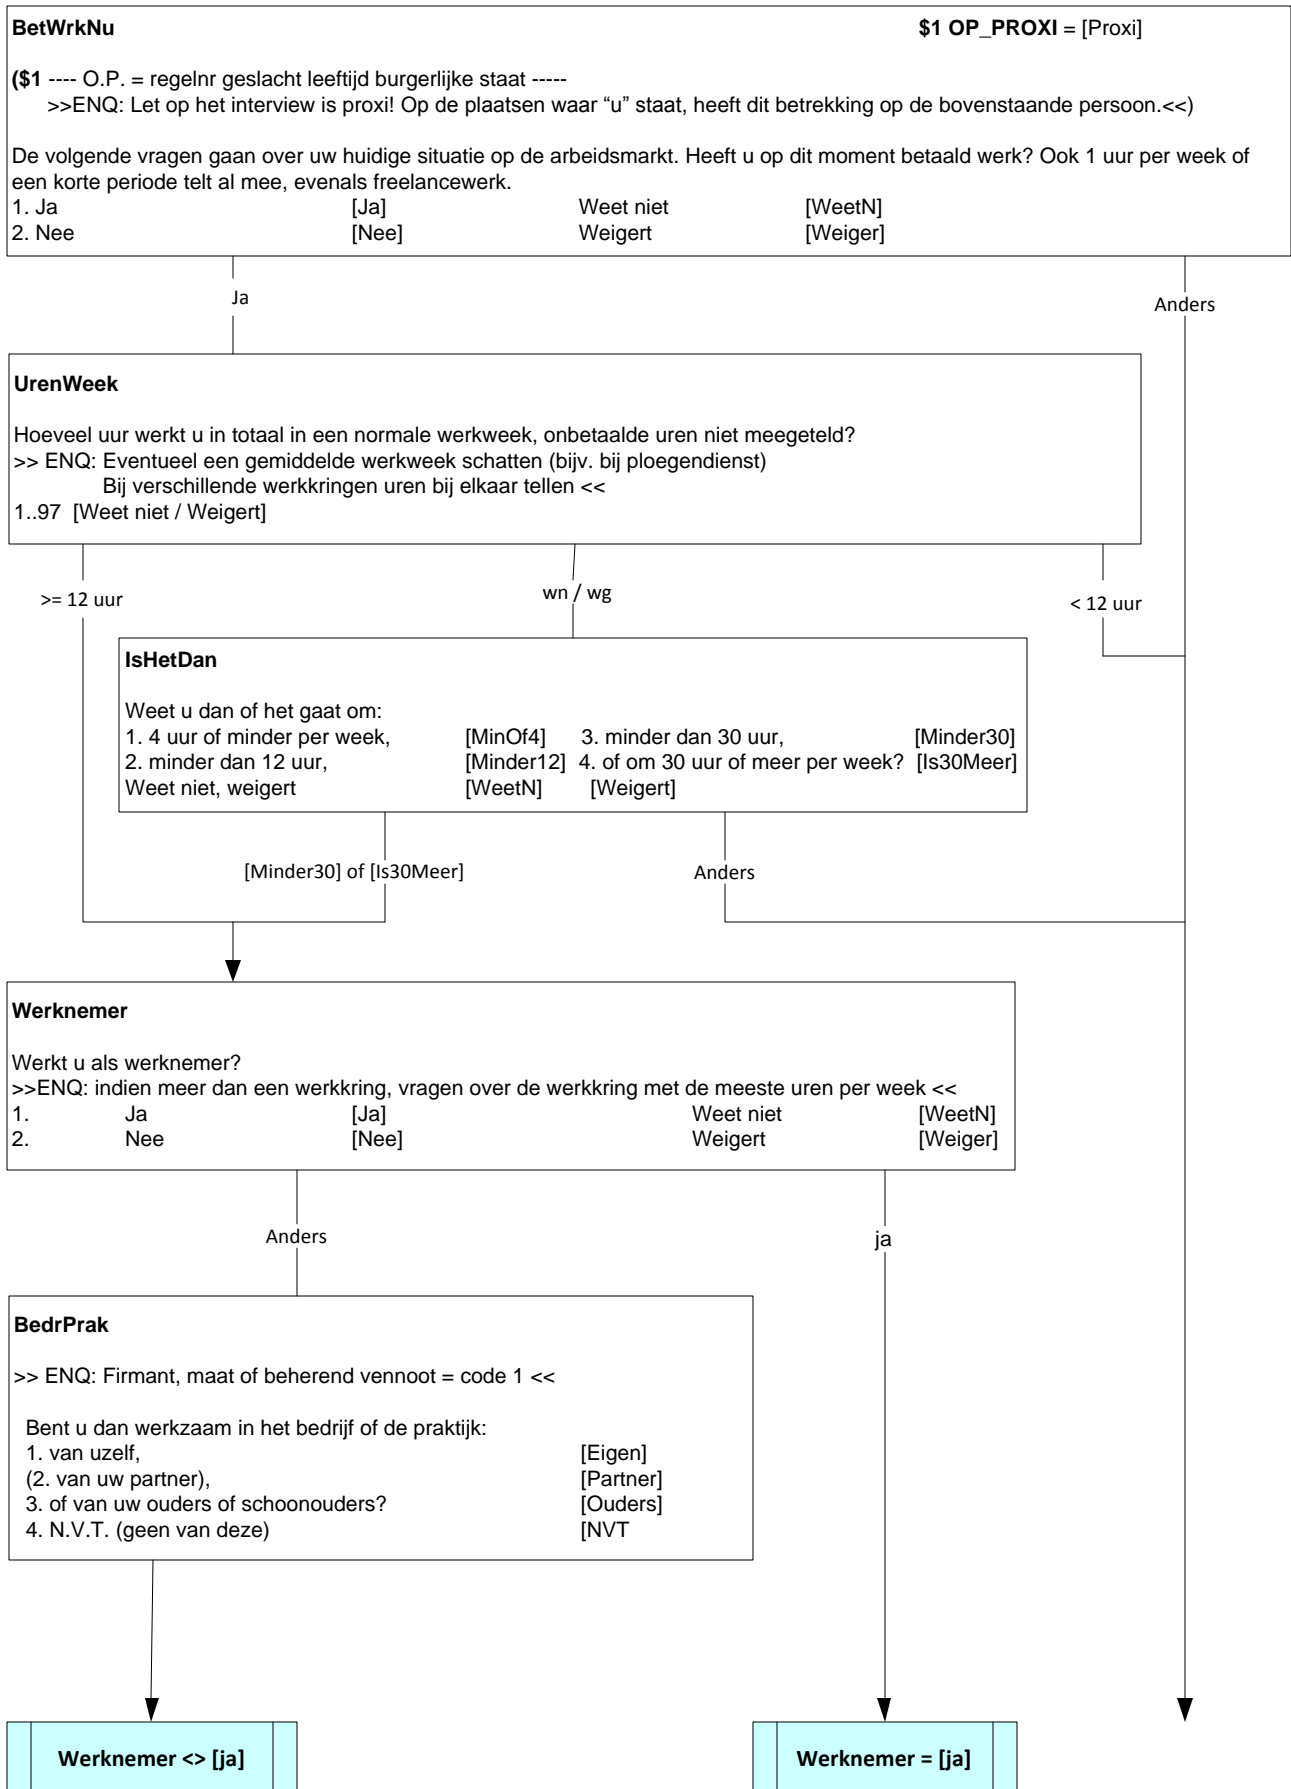 BetWrkNu $1 OP_PROXI = [Proxi]
($1 ---- O.P. = regelnr geslacht leeftijd burgerlijke staat -----
>>ENQ: Let op het interview is proxi! Op de plaatsen waar “u” staat, heeft dit betrekking op de bovenstaande persoon.<<)
De volgende vragen gaan over uw huidige situatie op de arbeidsmarkt. Heeft u op dit moment betaald werk? Ook 1 uur per week of
een korte periode telt al mee, evenals freelancewerk.
1. Ja [Ja] Weet niet [WeetN]
2. Nee [Nee] Weigert [Weiger]
Ja
Anders
UrenWeek
Hoeveel uur werkt u in totaal in een normale werkweek, onbetaalde uren niet meegeteld?
>> ENQ: Eventueel een gemiddelde werkweek schatten (bijv. bij ploegendienst)
Bij verschillende werkkringen uren bij elkaar tellen <<
1..97 [Weet niet / Weigert]
>= 12 uur
wn / wg
< 12 uur
IsHetDan
Weet u dan of het gaat om:
1. 4 uur of minder per week, [MinOf4] 3. minder dan 30 uur, [Minder30]
2. minder dan 12 uur, [Minder12] 4. of om 30 uur of meer per week? [Is30Meer]
Weet niet, weigert [WeetN] [Weigert]
[Minder30] of [Is30Meer]
Anders
Werknemer
Werkt u als werknemer?
>>ENQ: indien meer dan een werkkring, vragen over de werkkring met de meeste uren per week <<
1. Ja [Ja] Weet niet [WeetN]
2. Nee [Nee] Weigert [Weiger]
Anders
ja
BedrPrak
>> ENQ: Firmant, maat of beherend vennoot = code 1 <<
Bent u dan werkzaam in het bedrijf of de praktijk:
1. van uzelf, [Eigen]
(2. van uw partner), [Partner]
3. of van uw ouders of schoonouders? [Ouders]
4. N.V.T. (geen van deze) [NVT
Werknemer <> [ja]
Werknemer = [ja]